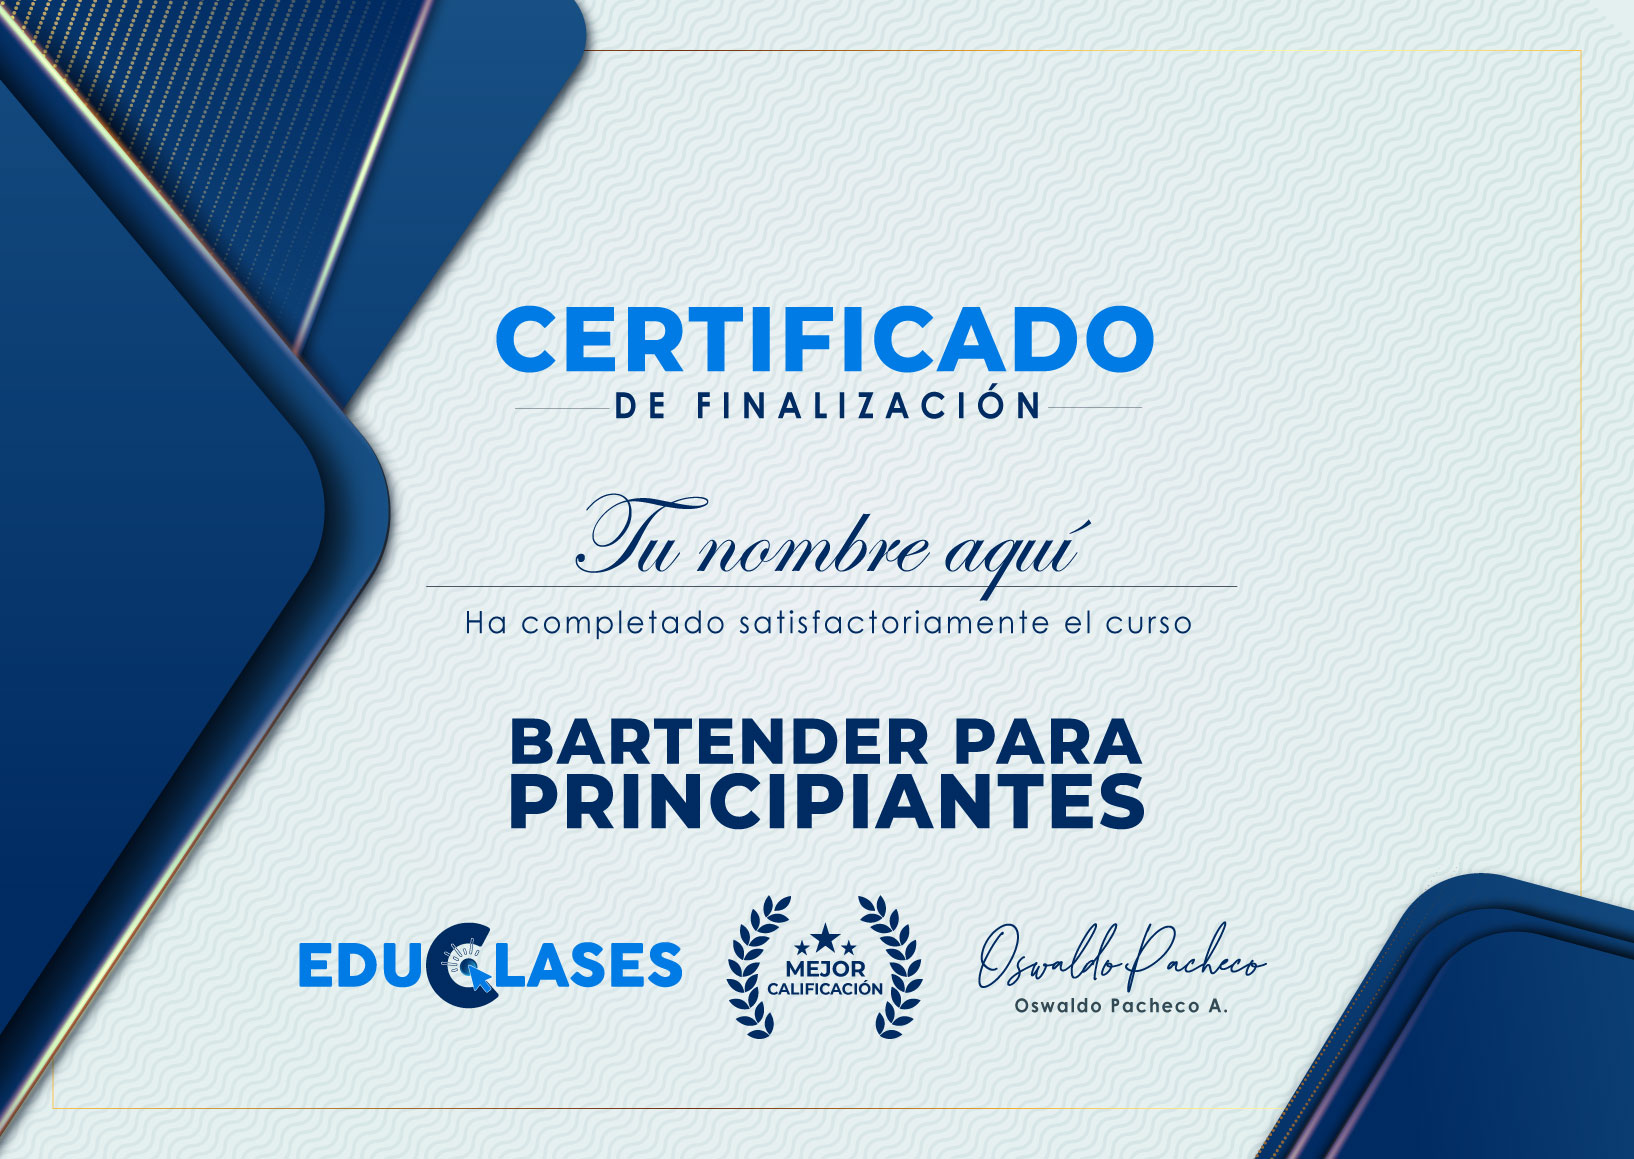 CERTIFICADO
DE FINALIZACIÓN
Tu nombre aquí
Ha completado satisfactoriamente el curso
BARTENDER PARA
PRINCIPIANTES
EDUCLASES
MEJOR
CALIFICACIÓN
Oswaldo Pacheco
Oswaldo Pacheco A.